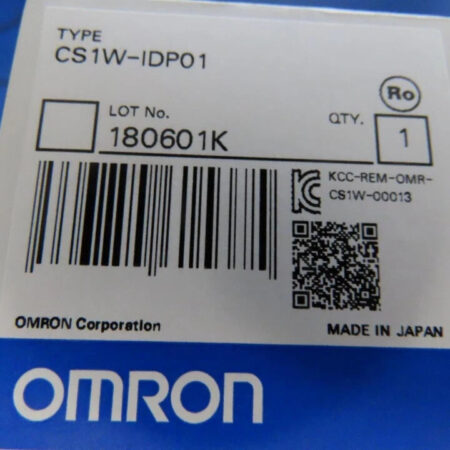 TYPE
CS1W-IDP01
Ro
LOT No.
180601K
QTY.
1
KCC-REM-OMR-
CS1W-00013
OMRON Corporation
MADE IN JAPAN
OMRON